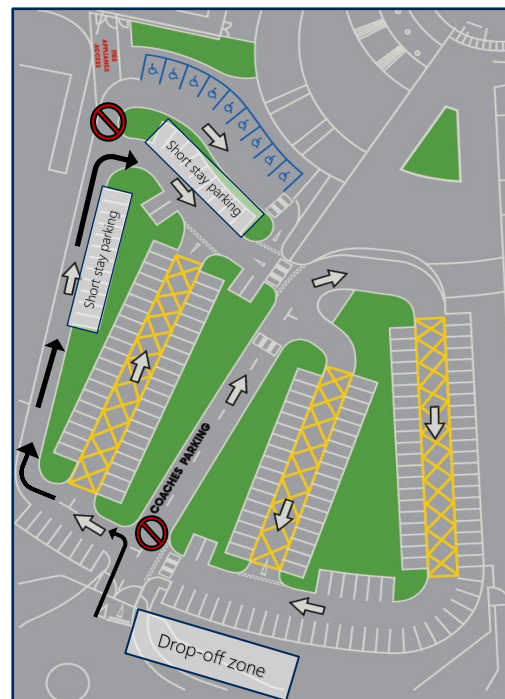 FIRE
APPLIANCE
ACCESS
Short stay parking
Short stay parking
COACHES PARKING
Drop-off zone